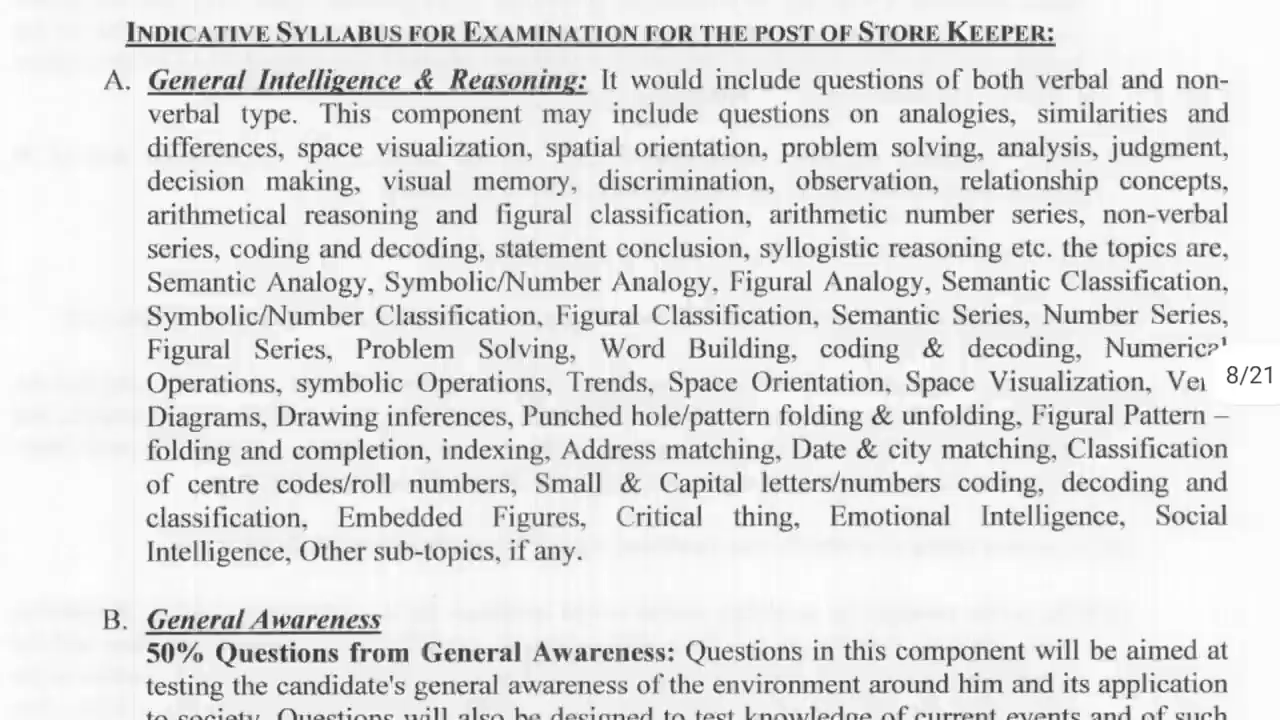 INDICATIVE SYLLABUS FOR EXAMINATION FOR THE POST OF STORE KEEPER:
A. General Intelligence & Reasoning: It would include questions of both verbal and non-
verbal type. This component may include questions on analogies, similarities and
differences, space visualization, spatial orientation, problem solving, analysis, judgment,
decision making, visual memory, discrimination, observation, relationship concepts,
arithmetical reasoning and figural classification, arithmetic number series, non-verbal
series, coding and decoding, statement conclusion, syllogistic reasoning etc. the topics are,
Semantic Analogy, Symbolic/Number Analogy, Figural Analogy, Semantic Classification,
Symbolic/Number Classification, Figural Classification, Semantic Series, Number Series,
Figural Series, Problem Solving, Word Building, coding & decoding, Numerical
Operations, symbolic Operations, Trends, Space Orientation, Space Visualization,
8/21
Diagrams, Drawing inferences, Punched hole/pattern folding & unfolding, Figural Pattern –
folding and completion, indexing, Address matching, Date & city matching, Classification
of centre codes/roll numbers, Small & Capital letters/numbers coding, decoding and
classification, Embedded Figures, Critical thing, Emotional Intelligence, Social
Intelligence, Other sub-topics, if any.
B. General Awareness
50% Questions from General Awareness: Questions in this component will be aimed at
testing the candidate's general awareness of the environment around him and its application
to society. Questions will also be designed to test knowledge of current events and of such